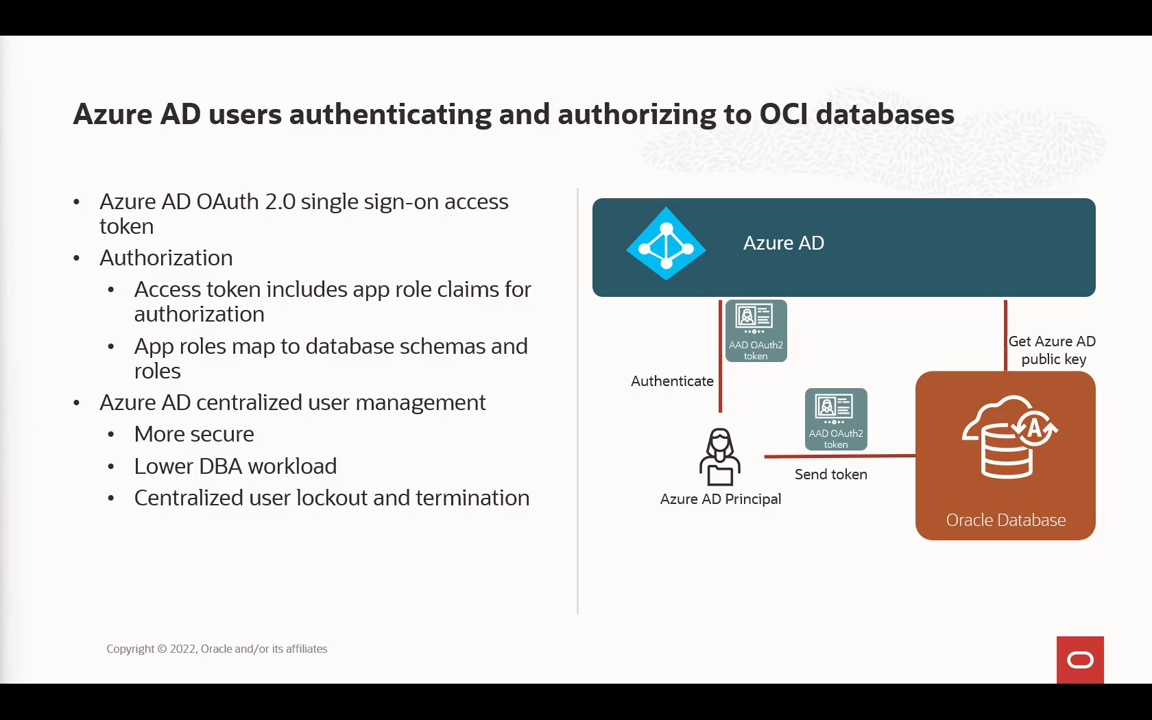 Azure AD users authenticating and authorizing to OCI databases
• Azure AD OAuth 2.0 single sign-on access
token
• Authorization
• Access token includes app role claims for
authorization
• App roles map to database schemas and
roles
• Azure AD centralized user management
• More secure
• Lower DBA workload
• Centralized user lockout and termination
Azure AD
AAD OAuth2
token
Get Azure AD
public key
Authenticate
AAD OAuth2
token
Send token
Azure AD Principal
A
Oracle Database
Copyright © 2022, Oracle and/or its affiliates